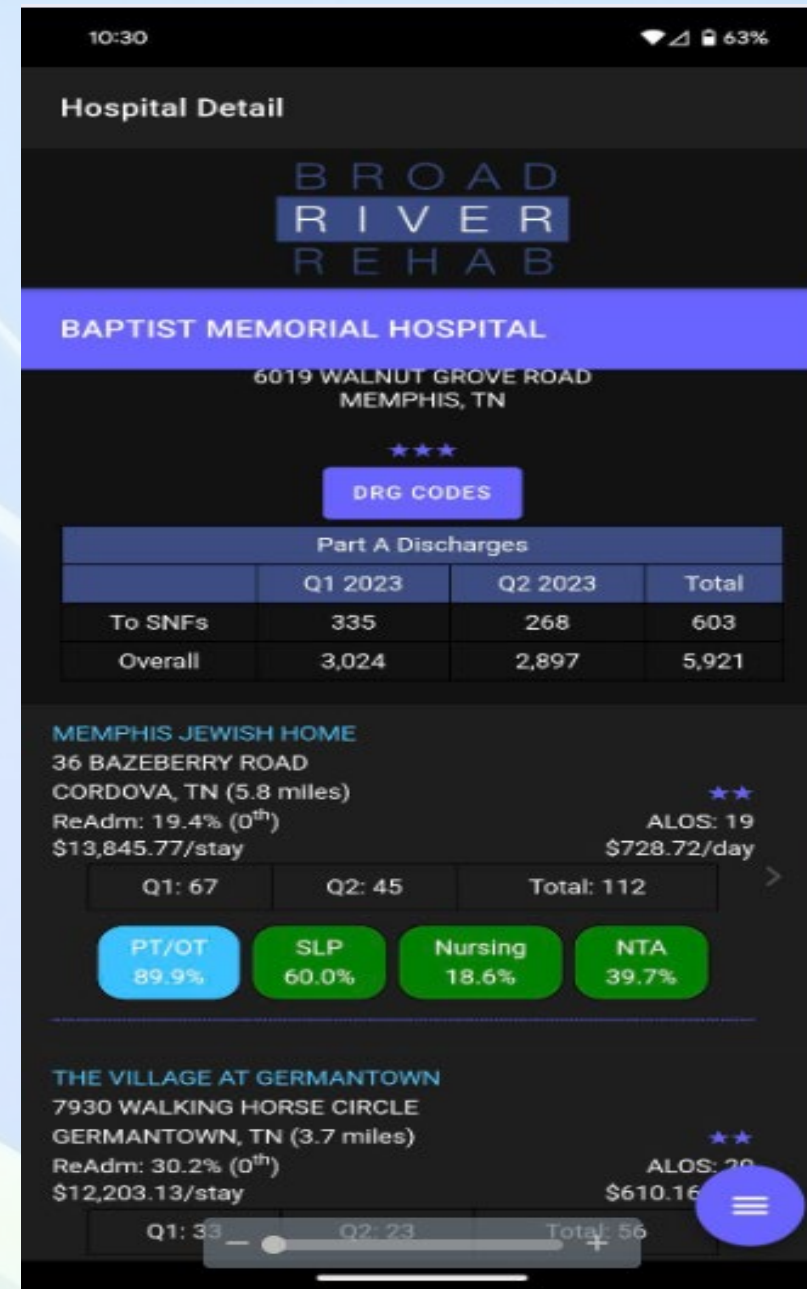 10:30 63%
Hospital Detail
BROAD
RIVER
REHAB
BAPTIST MEMORIAL HOSPITAL
6019 WALNUT GROVE ROAD
MEMPHIS, TN
★★★
DRG CODES
Part A Discharges
Q1 2023 Q2 2023 Total
To SNFs 335 268 603
Overall 3,024 2,897 5,921
MEMPHIS JEWISH HOME
36 BAZEBERRY ROAD
CORDOVA, TN (5.8 miles) ★★
ReAdm: 19.4% (0th) ALOS: 19
$13,845.77/stay $728.72/day
Q1: 67 Q2: 45 Total: 112 >
PT/OT SLP Nursing NTA
89.9% 60.0% 18.6% 39.7%
THE VILLAGE AT GERMANTOWN
7930 WALKING HORSE CIRCLE
GERMANTOWN, TN (3.7 miles) ★★
ReAdm: 30.2% (0th) ALOS:
$12,203.13/stay $610.16
Q1: 33 Q2: 23 Total: 56
− +